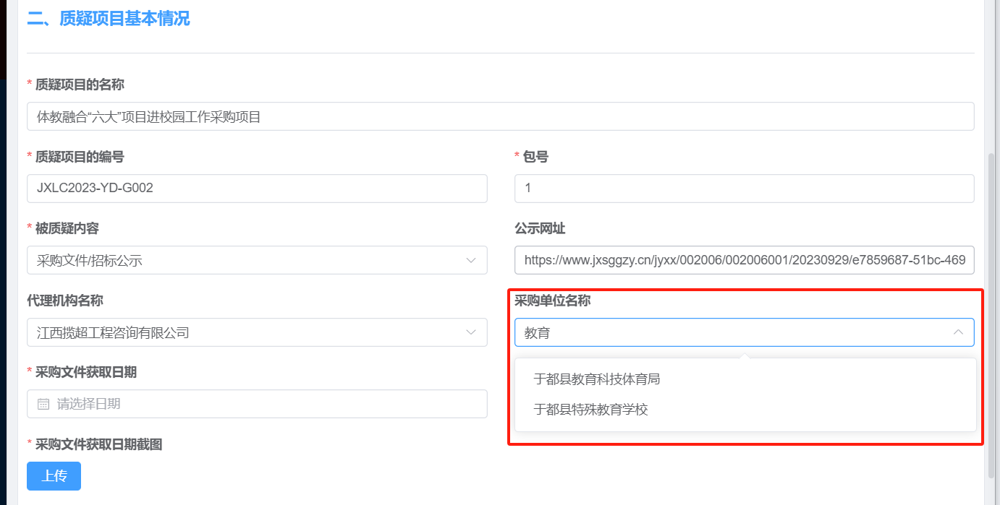 二、质疑项目基本情况
* 质疑项目的名称
体教融合“六大”项目进校园工作采购项目
* 质疑项目的编号
* 包号
JXLC2023-YD-G002
1
* 被质疑内容
公示网址
采购文件/招标公示
https://www.jxsggzy.cn/jyxx/002006/002006001/20230929/e7859687-51bc-469
代理机构名称
采购单位名称
江西揽超工程咨询有限公司
教育
于都县教育科技体育局
于都县特殊教育学校
* 采购文件获取日期
请选择日期
* 采购文件获取日期截图
上传